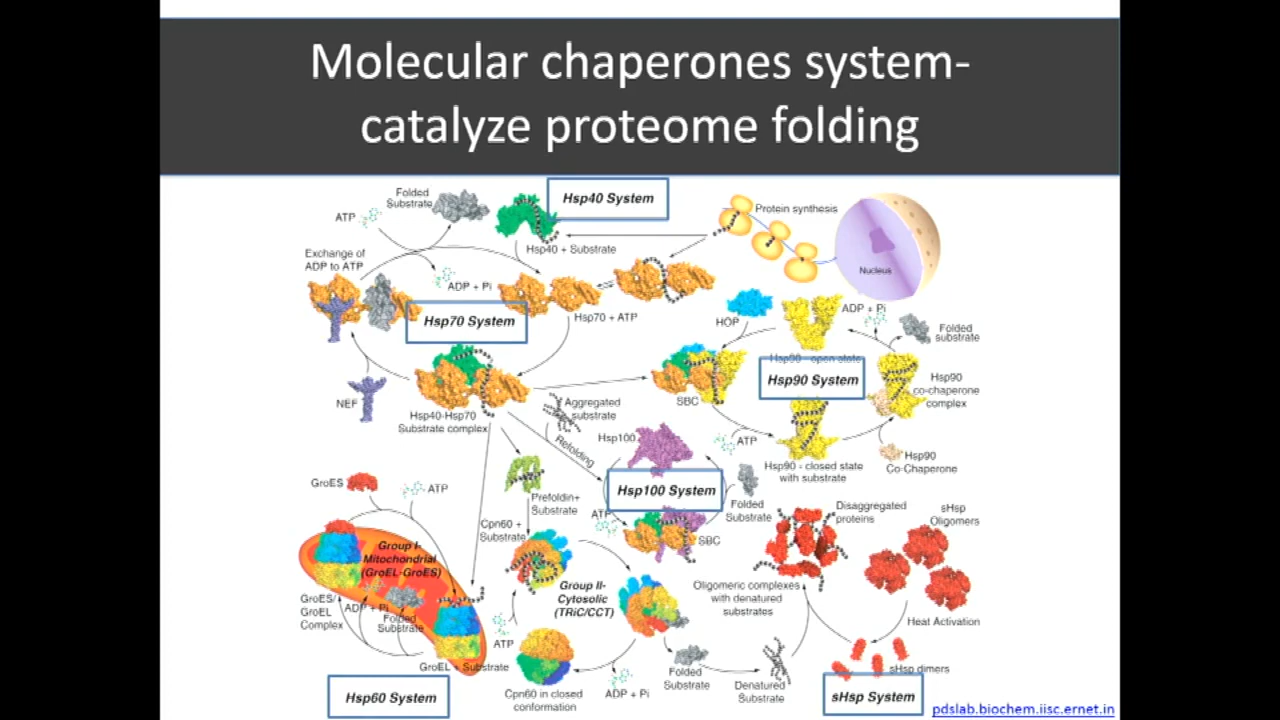 Molecular chaperones system-
catalyze proteome folding
Folded
Substrate
Hsp40 System
ATP
Protein synthesis
Nucleus
Hsp40 + Substrate
Exchange of
ADP to ATP
ADP + Pi
Hsp70 System
Hsp70 + ATP
HOP
ADP + Pi
Folded
substrate
Hsp90 - open state
Hsp90 System
Hsp90
co-chaperone
complex
SBC
NEF
Hsp40-Hsp70
Substrate complex
Aggregated
substrate
Refolding
Hsp100
ATP
Hsp90 - closed state
with substrate
Hsp90
Co-Chaperone
Hsp100 System
GroES
ATP
Prefoldin+
Substrate
Folded
Substrate
ATP
SBC
Disaggregated
proteins
sHsp
Oligomers
Cpn60 +
Substrate
Group I-
Mitochondrial
(GroEL-GroES)
Group II-
Cytosolic
(TRiC/CCT)
Oligomeric complexes
with denatured
substrates
GroES/
GroEL
Complex
ADP + Pi
Folded
Substrate
Heat Activation
ATP
GroEL + Substrate
Cpn60 in closed
conformation
ADP + Pi
Folded
Substrate
Denatured
Substrate
sHsp dimers
Hsp60 System
sHsp System
pdslab.biochem.iisc.ernet.in